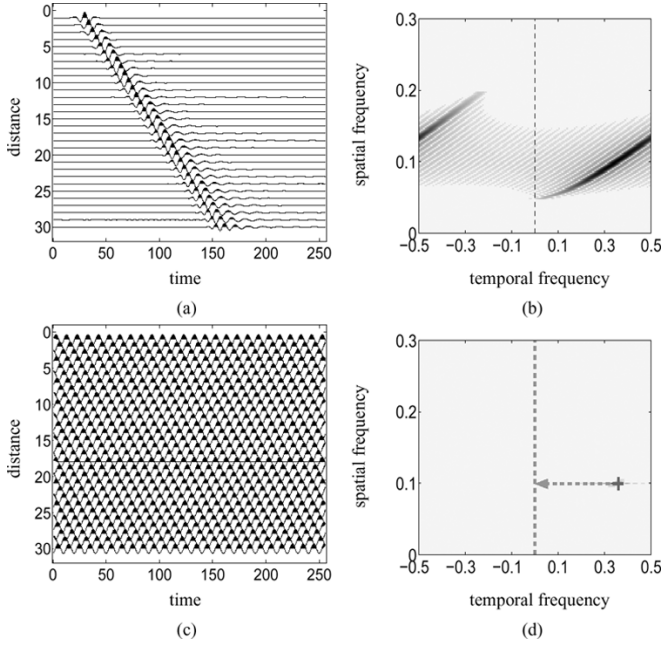 0
5
10
15
20
25
30
distance
0 50 100 150 200 250
time
(a)
0.3
0.2
0.1
0
spatial frequency
−0.5 −0.3 −0.1 0.1 0.3 0.5
temporal frequency
(b)
0
5
10
15
20
25
30
distance
0 50 100 150 200 250
time
(c)
0.3
0.2
0.1
0
spatial frequency
-0.5 -0.3 -0.1 0.1 0.3 0.5
temporal frequency
(d)